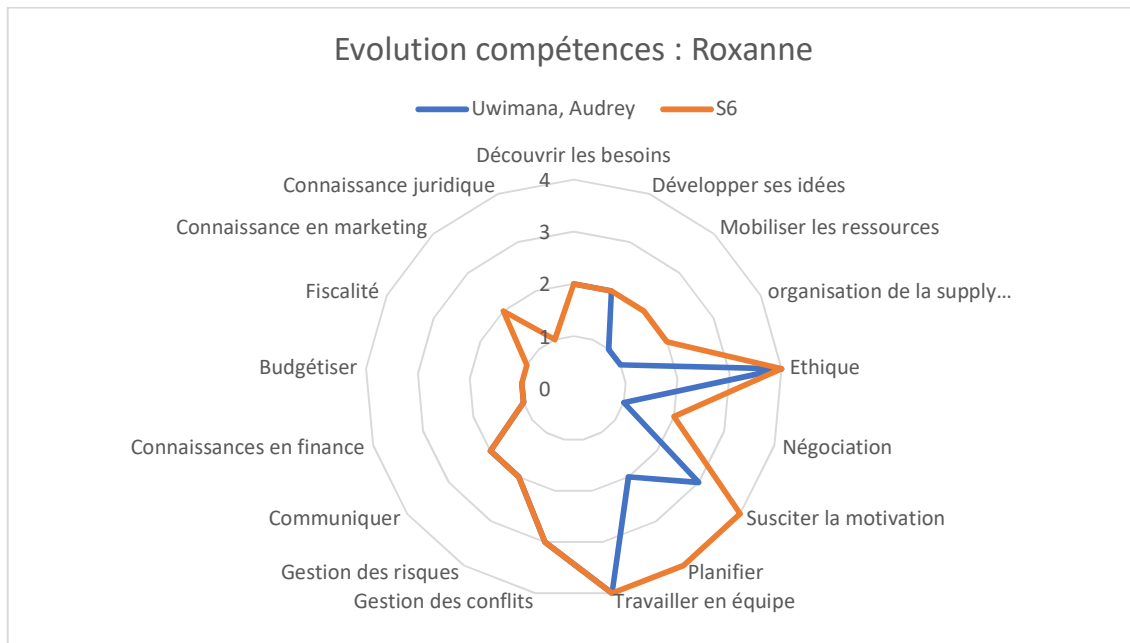 Evolution compétences : Roxanne
Uwimana, Audrey
S6
Découvrir les besoins
Développer ses idées
Mobiliser les ressources
organisation de la supply...
Ethique
Négociation
Susciter la motivation
Planifier
Travailler en équipe
Gestion des conflits
Gestion des risques
Communiquer
Connaissances en finance
Budgétiser
Fiscalité
Connaissance en marketing
Connaissance juridique
4
3
2
1
0